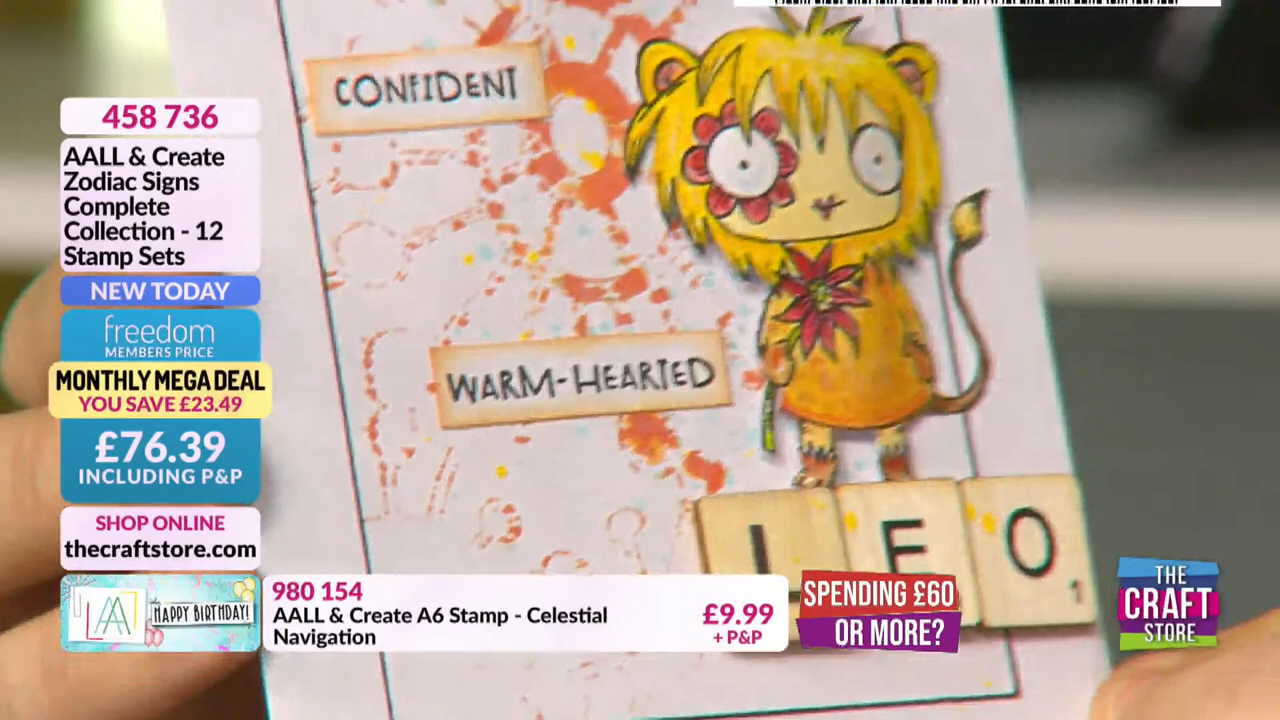 CONFIDENT
458 736
AALL & Create
Zodiac Signs
Complete
Collection - 12
Stamp Sets
NEW TODAY
freedom
MEMBERS PRICE
MONTHLY MEGA DEAL
YOU SAVE £23.49
£76.39
INCLUDING P&P
WARM-HEARTED
LEO
1
SHOP ONLINE
thecraftstore.com
HAPPY BIRTHDAY!
980 154
AALL & Create A6 Stamp - Celestial
Navigation
£9.99
+ P&P
SPENDING £60
OR MORE?
THE
CRAFT
STORE